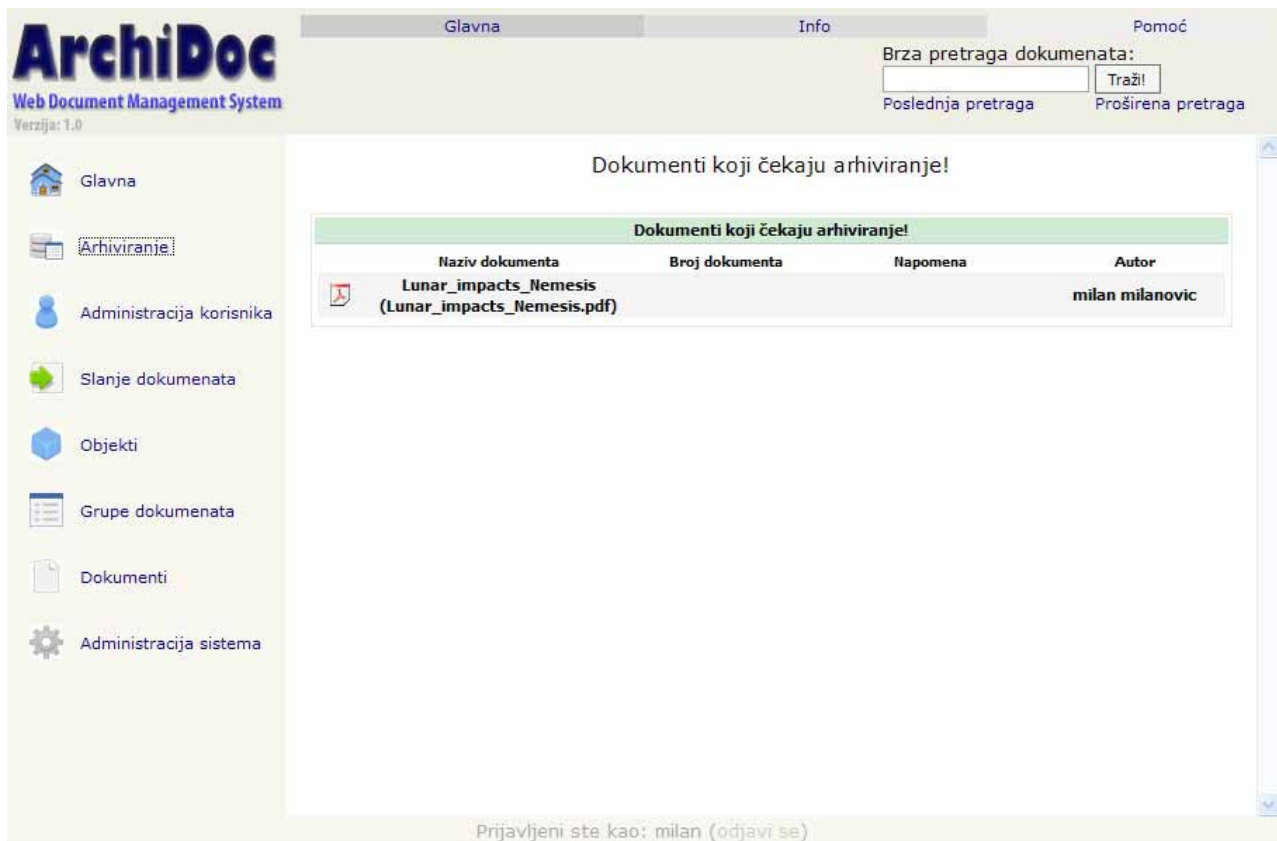 ArchiDoc
Web Document Management System
Verzija: 1.0
Glavna
Info
Pomoć
Brza pretraga dokumenata:
Traži!
Poslednja pretraga
Proširena pretraga
Glavna
Arhiviranje
Administracija korisnika
Slanje dokumenata
Objekti
Grupe dokumenata
Dokumenti
Administracija sistema
Dokumenti koji čekaju arhiviranje!
Dokumenti koji čekaju arhiviranje!
Naziv dokumenta Broj dokumenta Napomena Autor
Lunar_impacts_Nemesis
(Lunar_impacts_Nemesis.pdf)
milan milanovic
Prijavljeni ste kao: milan (odjavi se)